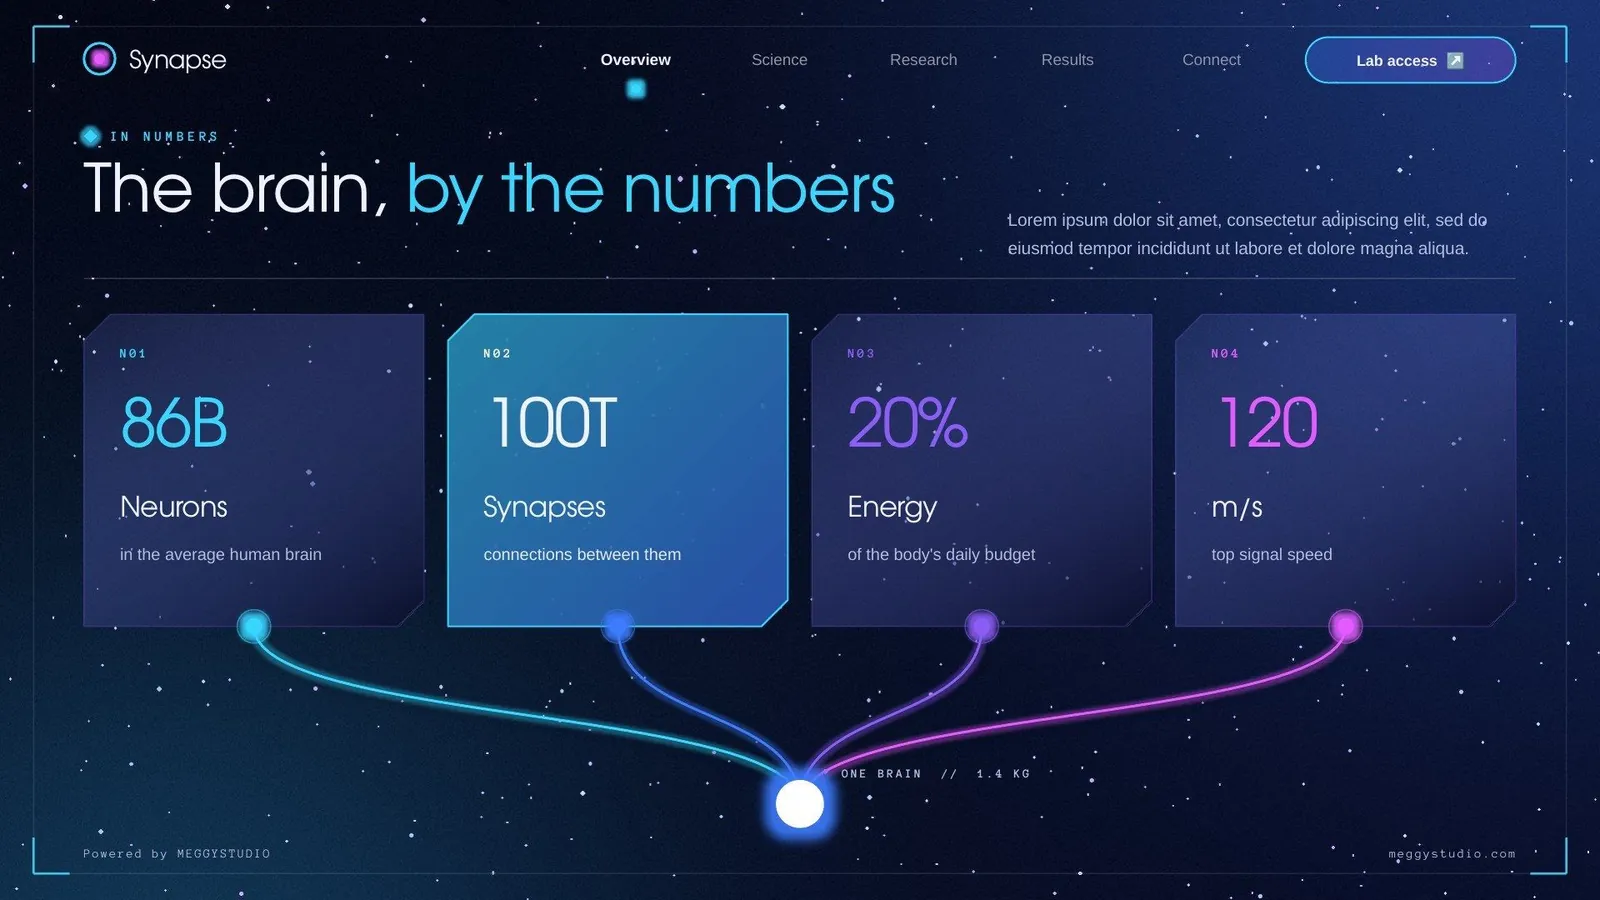 Synapse
Overview
Science
Research
Results
Connect
Lab access ↗
IN NUMBERS
The brain, by the numbers
Lorem ipsum dolor sit amet, consectetur adipiscing elit, sed do
eiusmod tempor incididunt ut labore et dolore magna aliqua.
N01
86B
Neurons
in the average human brain
N02
100T
Synapses
connections between them
N03
20%
Energy
of the body's daily budget
N04
120
m/s
top signal speed
ONE BRAIN // 1.4 KG
Powered by MEGGYSTUDIO
meggystudio.com